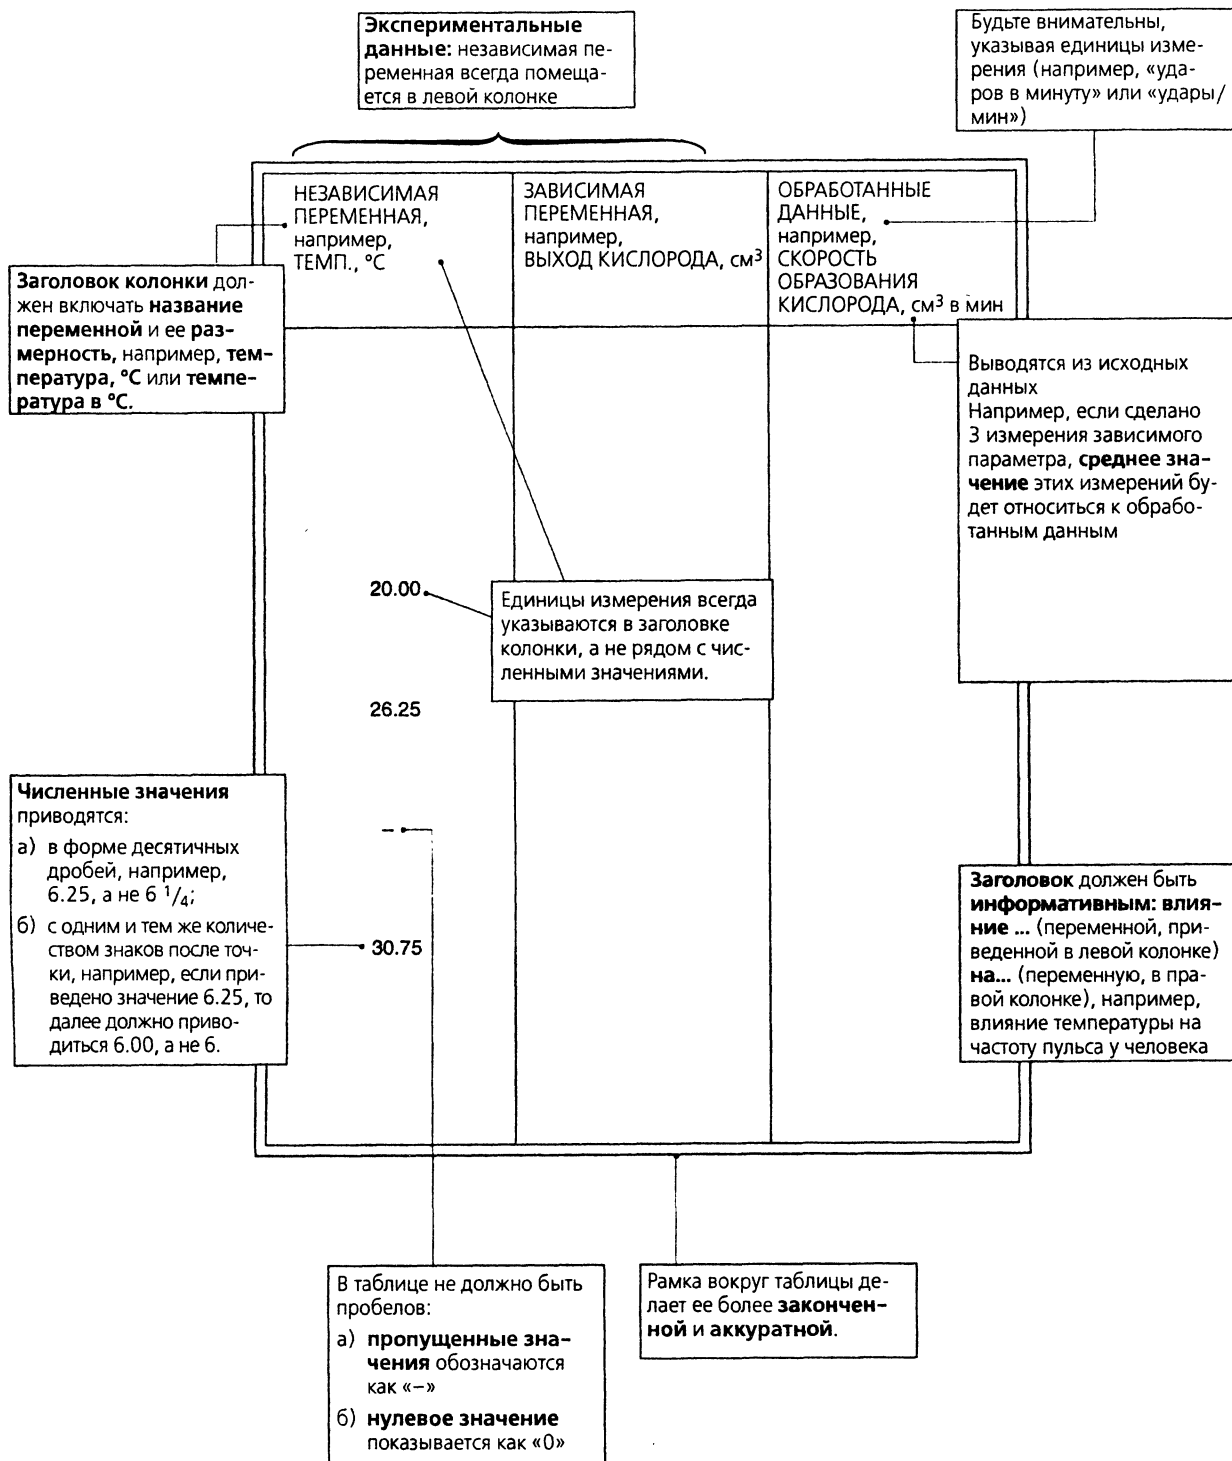 Экспериментальные
данные: независимая пе-
ременная всегда помеща-
ется в левой колонке
Будьте внимательны,
указывая единицы изме-
рения (например, «уда-
ров в минуту» или «удары/
мин»)
НЕЗАВИСИМАЯ
ПЕРЕМЕННАЯ,
например,
ТЕМП., °C
ЗАВИСИМАЯ
ПЕРЕМЕННАЯ,
например,
ВЫХОД КИСЛОРОДА, см³
ОБРАБОТАННЫЕ
ДАННЫЕ,
например,
СКОРОСТЬ
ОБРАЗОВАНИЯ
КИСЛОРОДА, см³ в мин
Заголовок колонки дол-
жен включать название
переменной и ее раз-
мерность, например, тем-
пература, °C или темпе-
ратура в °C.
Выводятся из исходных
данных
Например, если сделано
3 измерения зависимого
параметра, среднее зна-
чение этих измерений бу-
дет относиться к обрабо-
танным данным
20.00
Единицы измерения всегда
указываются в заголовке
колонки, а не рядом с чис-
ленными значениями.
26.25
Численные значения
приводятся:
а) в форме десятичных
дробей, например,
6.25, а не 6 ¹/₄;
б) с одним и тем же количе-
ством знаков после точ-
ки, например, если при-
ведено значение 6.25, то
далее должно приво-
диться 6.00, а не 6.
–
30.75
Заголовок должен быть
информативным: влия-
ние ... (переменной, при-
веденной в левой колонке)
на... (переменную, в пра-
вой колонке), например,
влияние температуры на
частоту пульса у человека
В таблице не должно быть
пробелов:
а) пропущенные зна-
чения обозначаются
как «–»
б) нулевое значение
показывается как «0»
Рамка вокруг таблицы де-
лает ее более закончен-
ной и аккуратной.